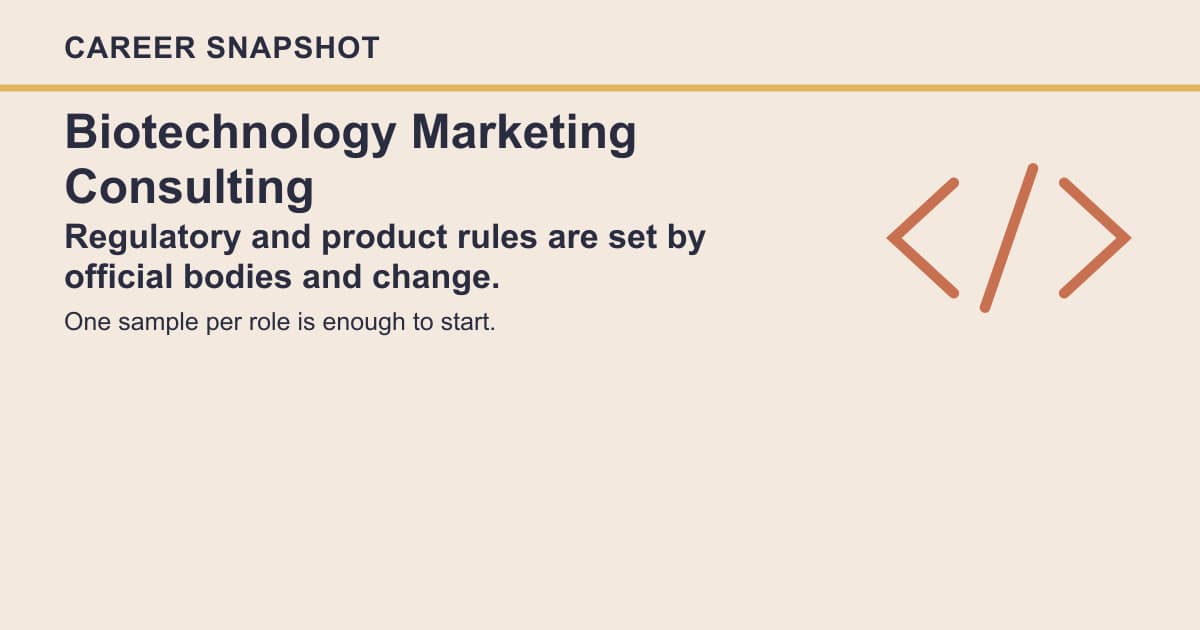 CAREER SNAPSHOT
Biotechnology Marketing
Consulting
Regulatory and product rules are set by
official bodies and change.
One sample per role is enough to start.